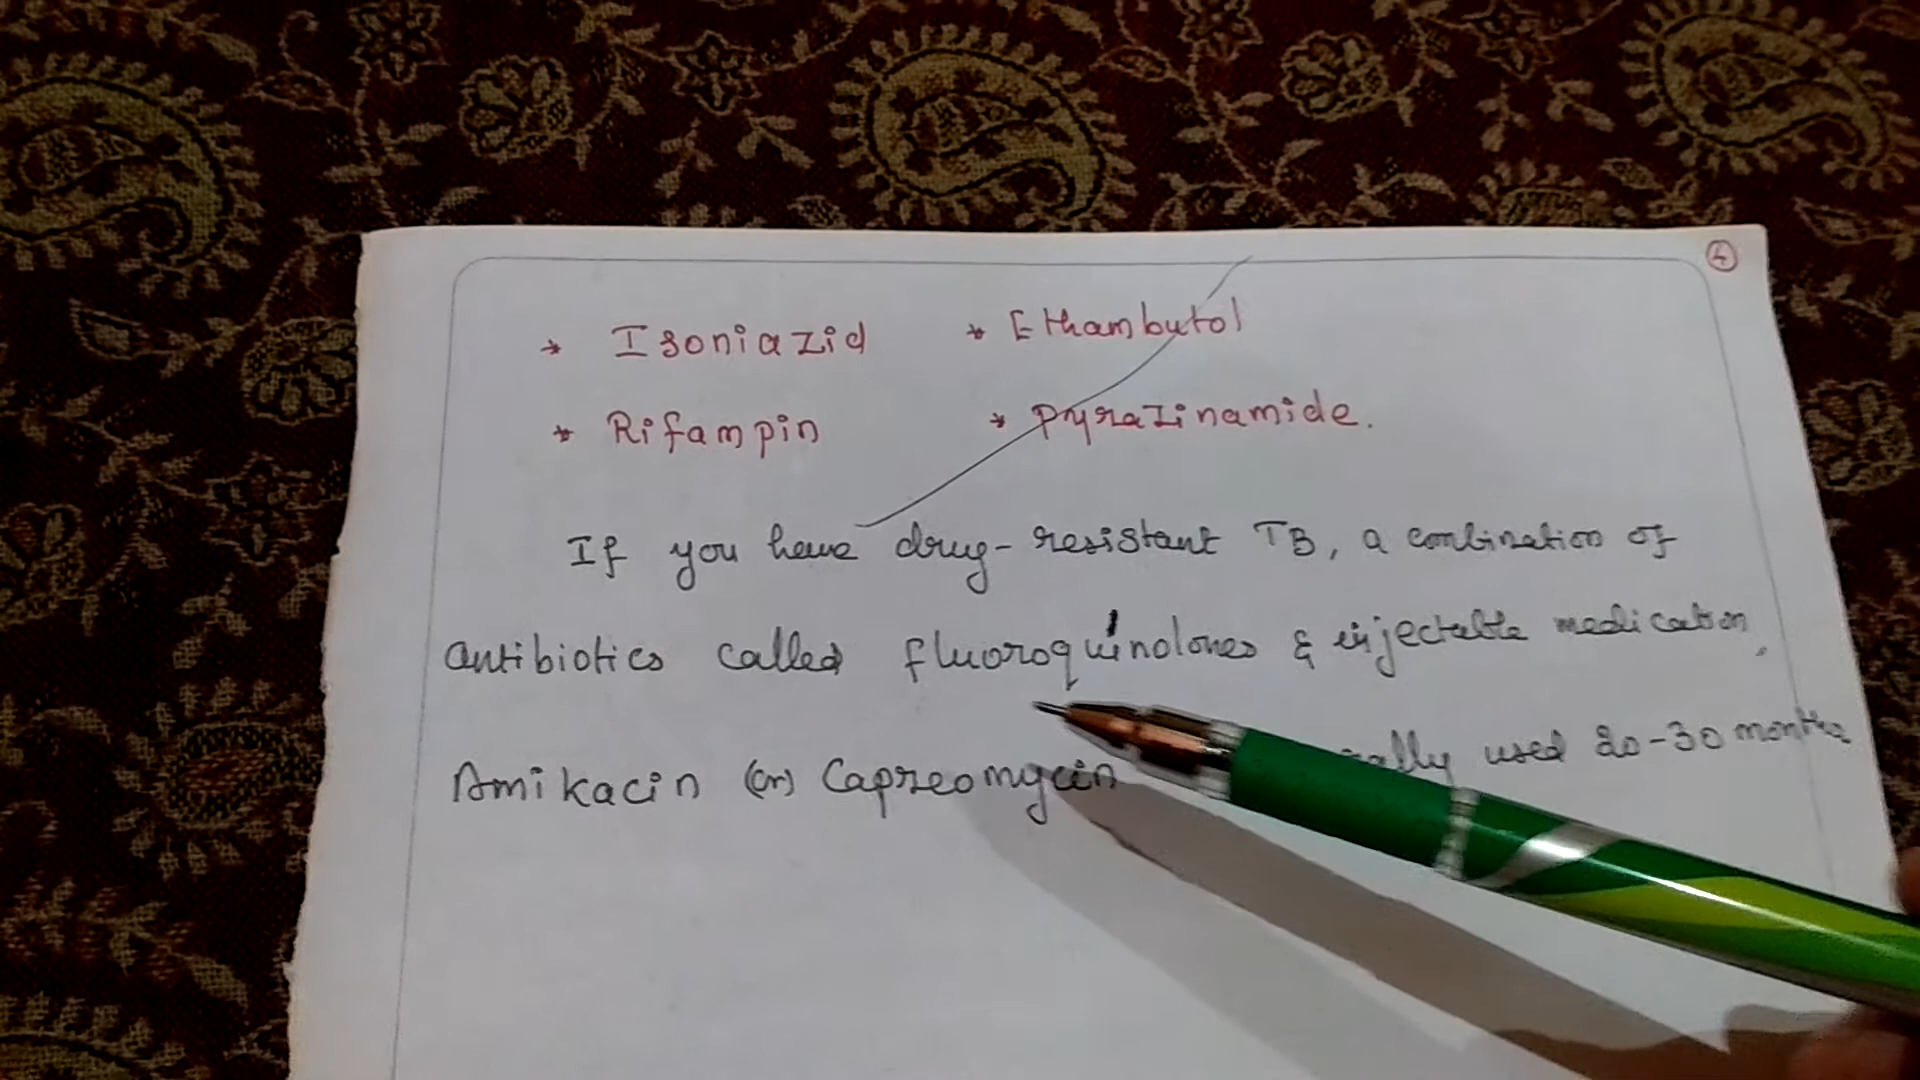 4
* Isoniazid * Ethambutol
* Rifampin * Pyrazinamide.
If you have drug-resistant TB, a combination of
antibiotics called fluoroquinolones & injectable medication,
Amikacin (or) Capreomycin used 20-30 months